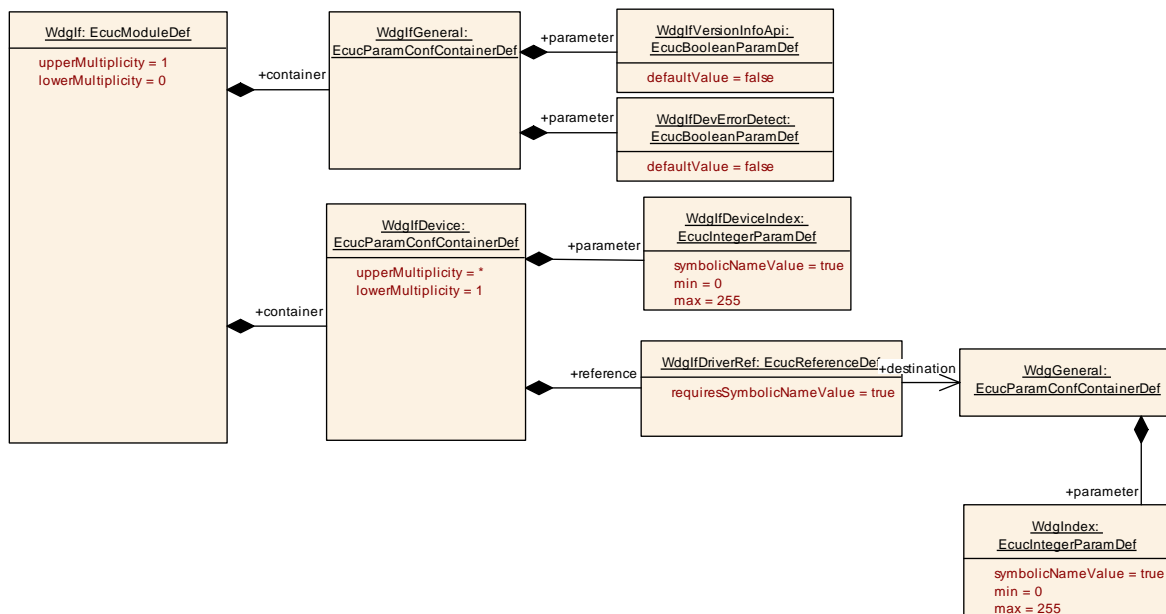 WdgIf: EcucModuleDef
upperMultiplicity = 1
lowerMultiplicity = 0
+container
WdgIfGeneral:
EcucParamConfContainerDef
+parameter
WdgIfVersionInfoApi:
EcucBooleanParamDef
defaultValue = false
+parameter
WdgIfDevErrorDetect:
EcucBooleanParamDef
defaultValue = false
+container
WdgIfDevice:
EcucParamConfContainerDef
upperMultiplicity = *
lowerMultiplicity = 1
+parameter
WdgIfDeviceIndex:
EcucIntegerParamDef
symbolicNameValue = true
min = 0
max = 255
+reference
WdgIfDriverRef: EcucReferenceDef
requiresSymbolicNameValue = true
+destination
WdgGeneral:
EcucParamConfContainerDef
+parameter
WdgIndex:
EcucIntegerParamDef
symbolicNameValue = true
min = 0
max = 255